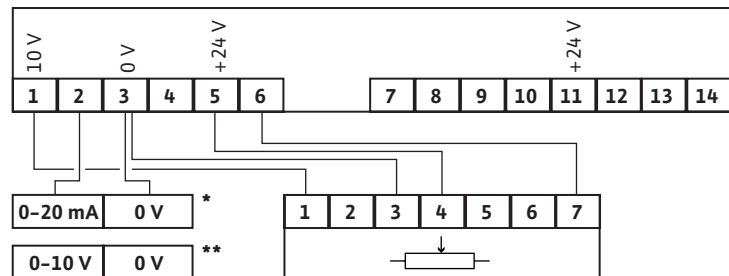 10 V 0 V +24 V +24 V
1 2 3 4 5 6 7 8 9 10 11 12 13 14
0–20 mA 0 V * 1 2 3 4 5 6 7
0–10 V 0 V **